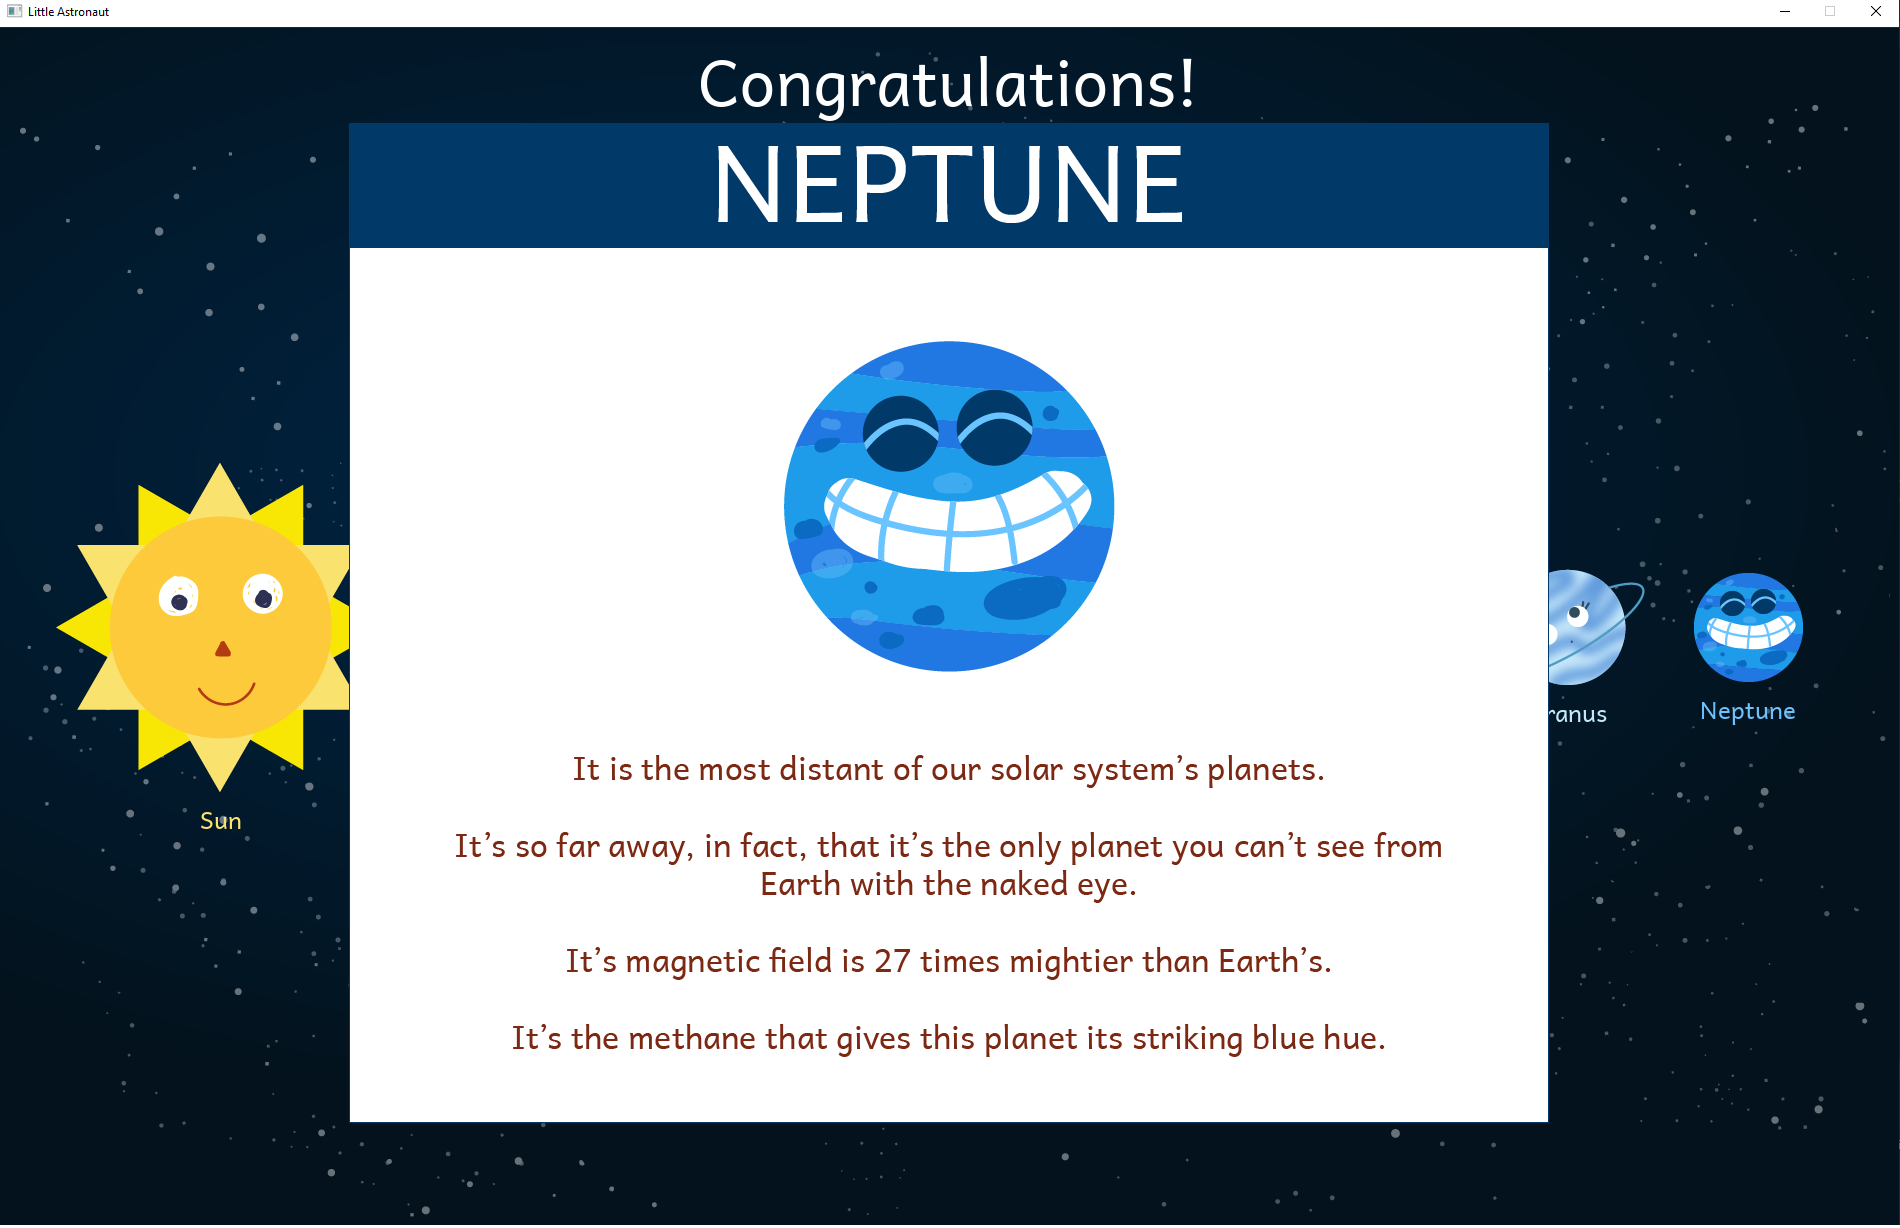 Little Astronaut
Congratulations!
NEPTUNE
It is the most distant of our solar system’s planets.
It’s so far away, in fact, that it’s the only planet you can’t see from
Earth with the naked eye.
It’s magnetic field is 27 times mightier than Earth’s.
It’s the methane that gives this planet its striking blue hue.
Sun
ranus
Neptune